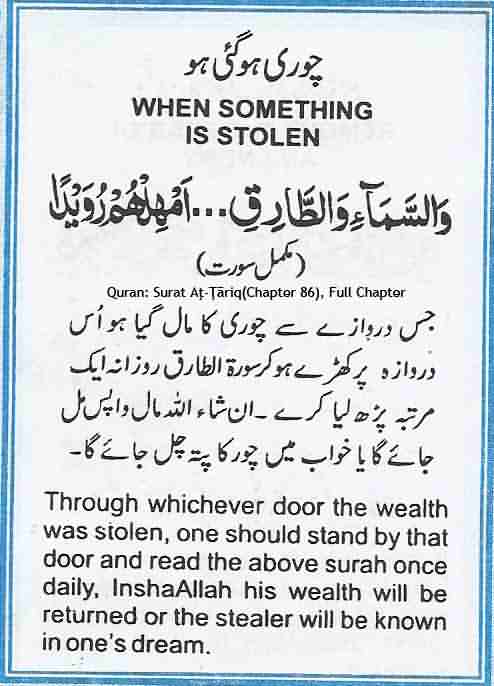 چوری ہو گئی ہو
WHEN SOMETHING
IS STOLEN
وَالسَّمَآءِ وَالطَّارِقِ... اَمْهِلْهُمْ رُوَيْدًا
(مکمل سورت)
Quran: Surat Aṭ-Ṭāriq(Chapter 86), Full Chapter
جس دروازے سے چوری کا مال گیا ہو اُس
دروازہ پر کھڑے ہو کر سورۃ الطارق روزانہ ایک
مرتبہ پڑھ لیا کرے ۔ ان شاء اللہ مال واپس مل
جائے گا یا خواب میں چور کا پتہ چل جائے گا۔
Through whichever door the wealth
was stolen, one should stand by that
door and read the above surah once
daily, InshaAllah his wealth will be
returned or the stealer will be known
in one's dream.